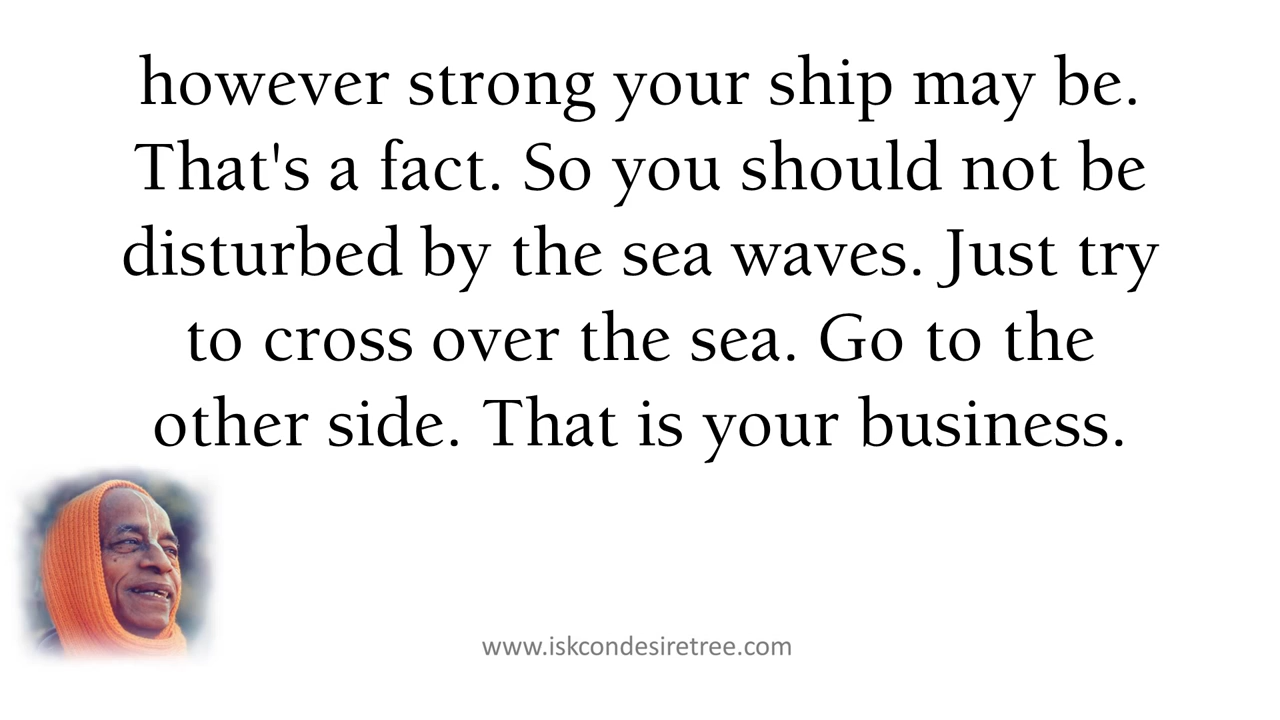 however strong your ship may be.
That's a fact. So you should not be
disturbed by the sea waves. Just try
to cross over the sea. Go to the
other side. That is your business.
www.iskcondesiretree.com